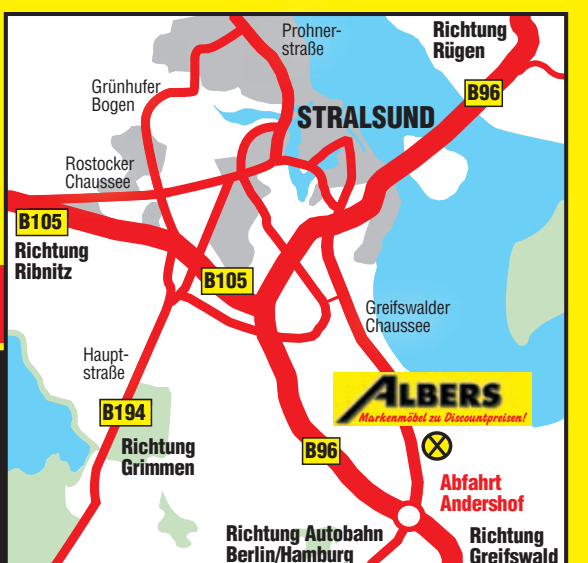 Prohner-
straße
Richtung
Rügen
Grünhufer
Bogen
B96
STRALSUND
Rostocker
Chaussee
B105
Richtung
Ribnitz
B105
Greifswalder
Chaussee
Haupt-
straße
ALBERS
Markenmöbel zu Discountpreisen!
B194
Richtung
Grimmen
B96
Abfahrt
Andershof
Richtung Autobahn
Berlin/Hamburg
Richtung
Greifswald